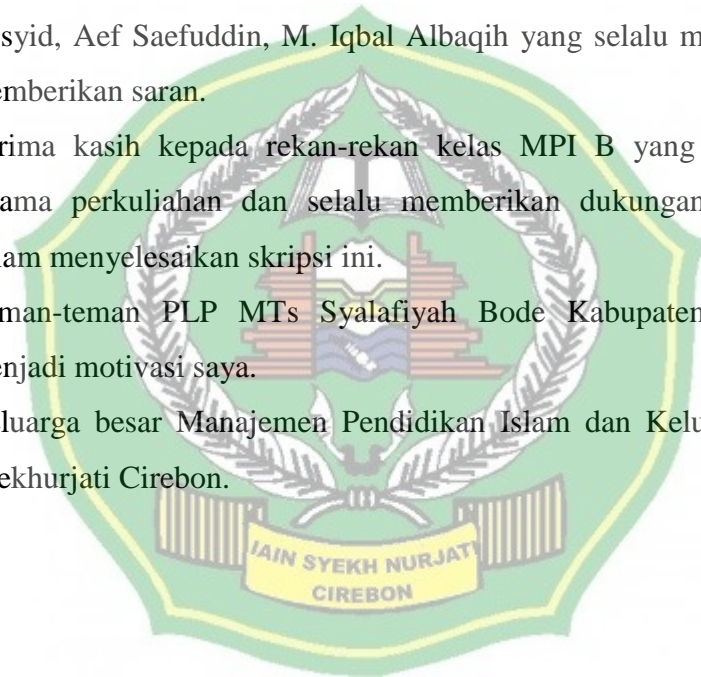 syid, Aef Saefuddin, M. Iqbal Albaqih yang selalu m
emberikan saran.
rima kasih kepada rekan-rekan kelas MPI B yang
ama perkuliahan dan selalu memberikan dukungan
lam menyelesaikan skripsi ini.
man-teman PLP MTs Syalafiyah Bode Kabupaten
enjadi motivasi saya.
luarga besar Manajemen Pendidikan Islam dan Kelu
ekhurjati Cirebon.
IAIN SYEKH NURJATI
CIREBON